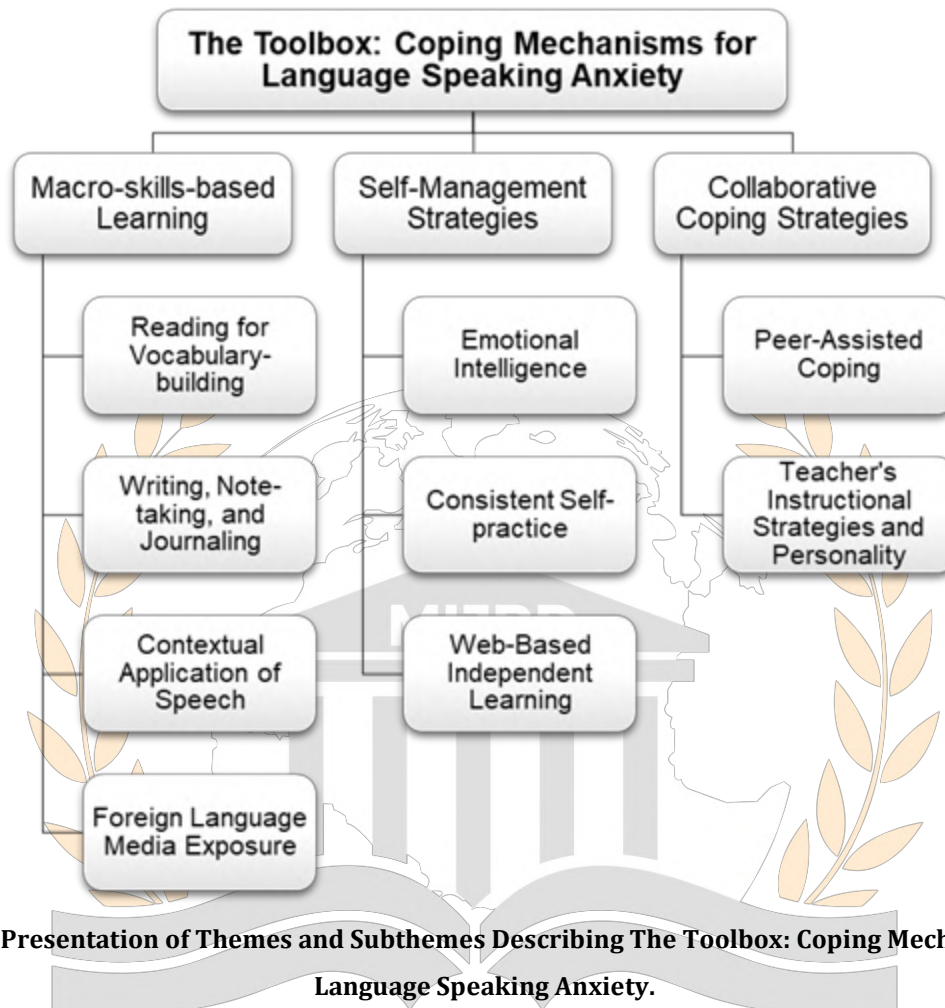 The Toolbox: Coping Mechanisms for
Language Speaking Anxiety
Macro-skills-based
Learning
Self-Management
Strategies
Collaborative
Coping Strategies
Reading for
Vocabulary-
building
Emotional
Intelligence
Peer-Assisted
Coping
Writing, Note-
taking, and
Journaling
Consistent Self-
practice
Teacher's
Instructional
Strategies and
Personality
Contextual
Application of
Speech
Web-Based
Independent
Learning
Foreign Language
Media Exposure
Presentation of Themes and Subthemes Describing The Toolbox: Coping Mech
Language Speaking Anxiety.